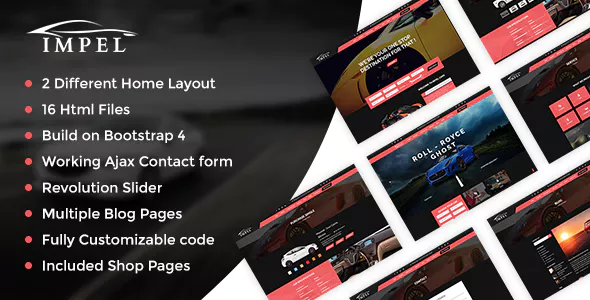 IMPEL
2 Different Home Layout
16 Html Files
Build on Bootstrap 4
Working Ajax Contact form
Revolution Slider
Multiple Blog Pages
Fully Customizable code
Included Shop Pages
WE'RE YOUR ONE STOP
DESTINATION FOR THAT !
ROLL - ROYCE
GHOST